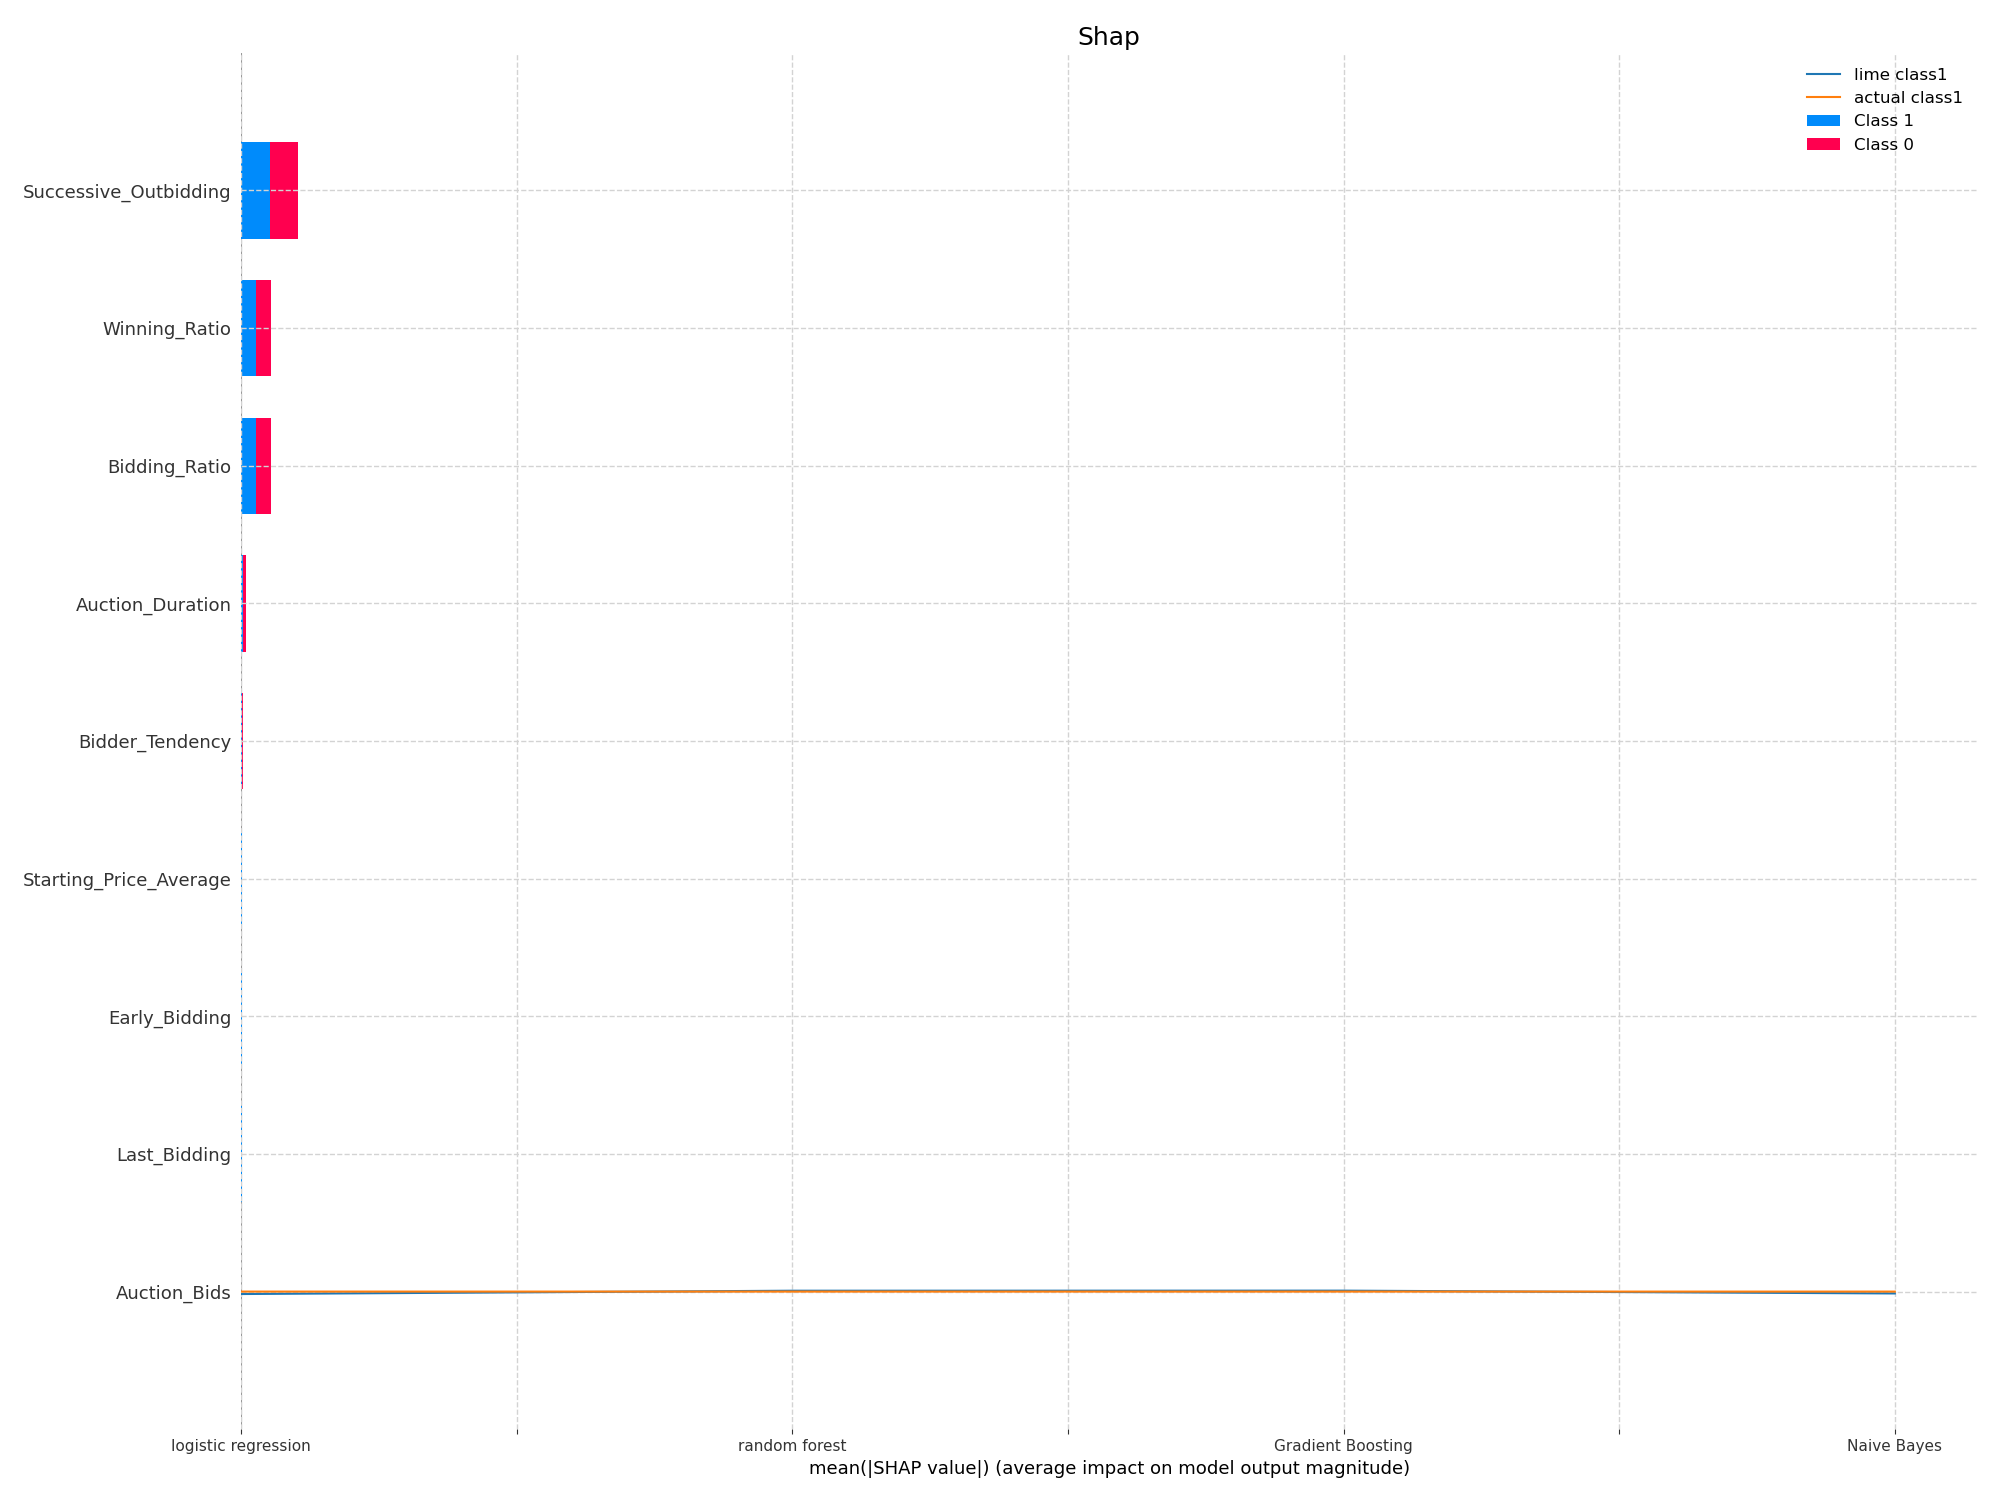 Shap
lime class1
actual class1
Class 1
Class 0
Successive_Outbidding
Winning_Ratio
Bidding_Ratio
Auction_Duration
Bidder_Tendency
Starting_Price_Average
Early_Bidding
Last_Bidding
Auction_Bids
logistic regression
random forest
Gradient Boosting
Naive Bayes
mean(|SHAP value|) (average impact on model output magnitude)